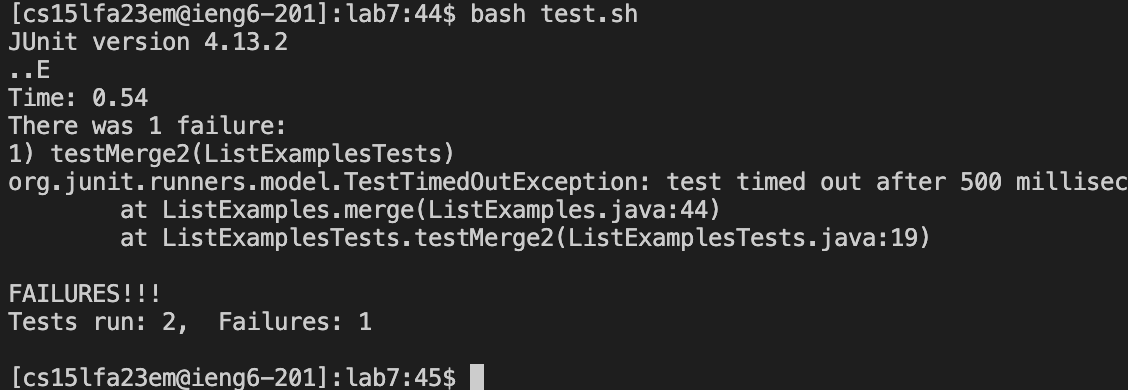 [cs15lfa23em@ieng6-201]:lab7:44$ bash test.sh
JUnit version 4.13.2
..E
Time: 0.54
There was 1 failure:
1) testMerge2(ListExamplesTests)
org.junit.runners.model.TestTimedOutException: test timed out after 500 millisec
        at ListExamples.merge(ListExamples.java:44)
        at ListExamplesTests.testMerge2(ListExamplesTests.java:19)

FAILURES!!!
Tests run: 2,  Failures: 1

[cs15lfa23em@ieng6-201]:lab7:45$